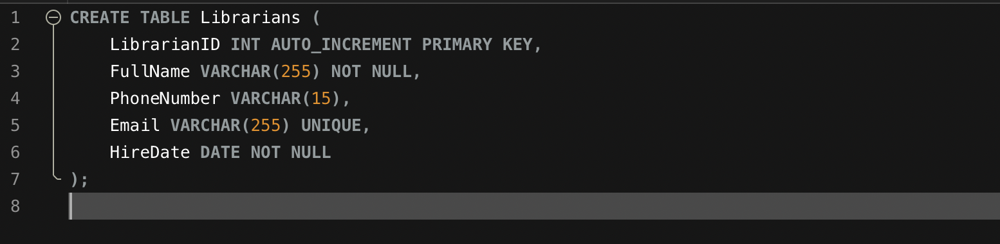 1 CREATE TABLE Librarians (
2 LibrarianID INT AUTO_INCREMENT PRIMARY KEY,
3 FullName VARCHAR(255) NOT NULL,
4 PhoneNumber VARCHAR(15),
5 Email VARCHAR(255) UNIQUE,
6 HireDate DATE NOT NULL
7 );
8